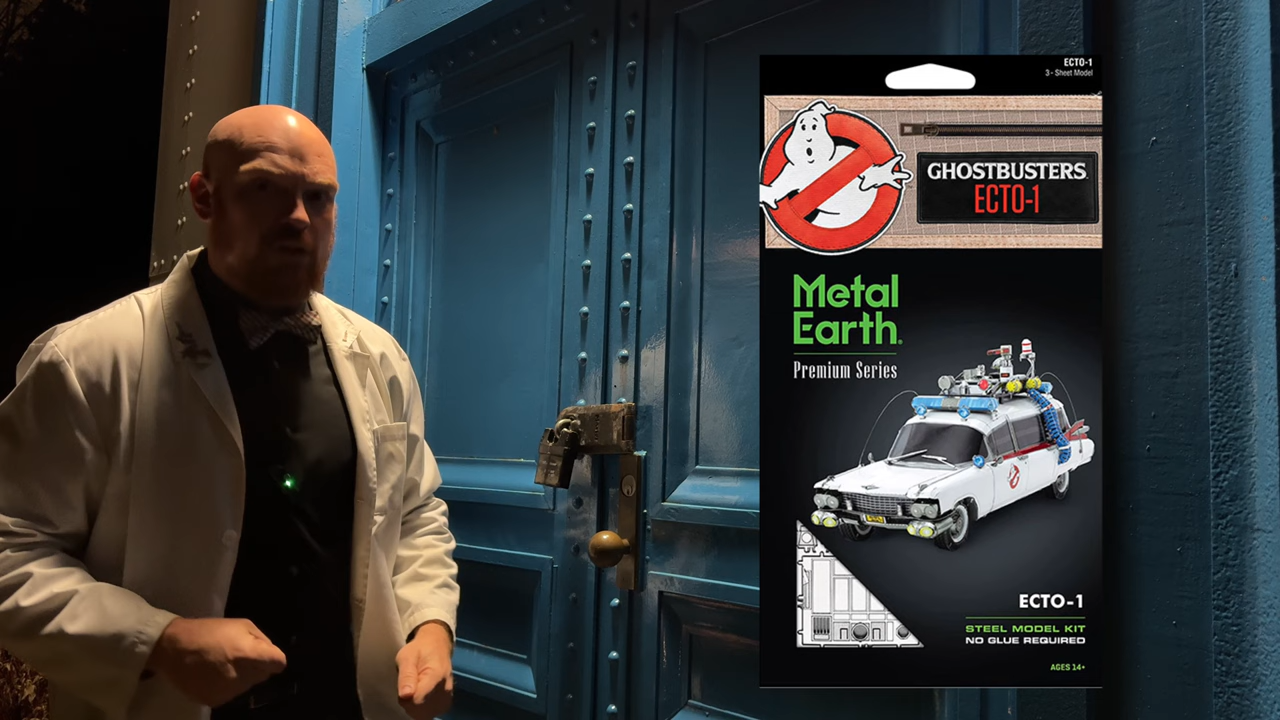 ECTO-1
3 - Sheet Model
GHOSTBUSTERS
ECTO-1
Metal
Earth®
Premium Series
ECTO-1
STEEL MODEL KIT
NO GLUE REQUIRED
AGES 14+